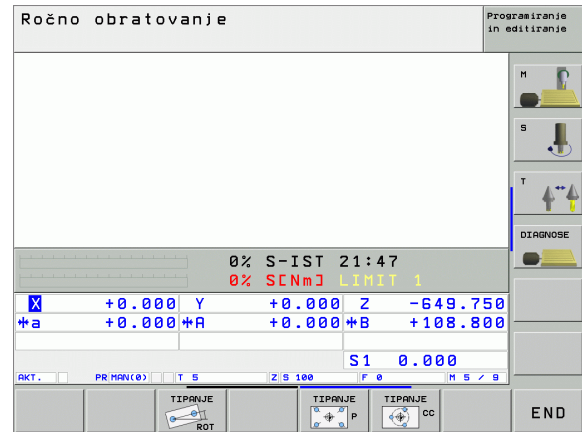 Ročno obratovanje
Programiranje
in editiranje
M
S
T
DIAGNOSE
0% S-IST 21:47
0% S[Nm] LIMIT 1
X +0.000 Y +0.000 Z -649.750
a +0.000 A +0.000 B +108.800
S1 0.000
AKT. PR MAN(0) T 5 Z S 100 F 0 M 5 / 9
TIPANJE
ROT
TIPANJE
P
TIPANJE
CC
END